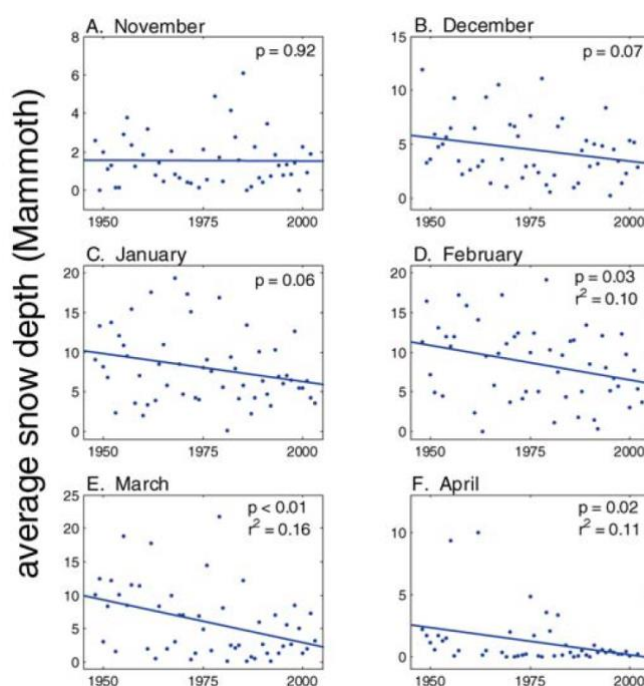 average snow depth (Mammoth)
A. November
p = 0.92
8
6
4
2
0
1950 1975 2000
B. December
p = 0.07
15
10
5
0
1950 1975 2000
C. January
p = 0.06
20
15
10
5
0
1950 1975 2000
D. February
p = 0.03
r² = 0.10
20
15
10
5
0
1950 1975 2000
E. March
p < 0.01
r² = 0.16
25
20
15
10
5
0
1950 1975 2000
F. April
p = 0.02
r² = 0.11
10
5
0
1950 1975 2000